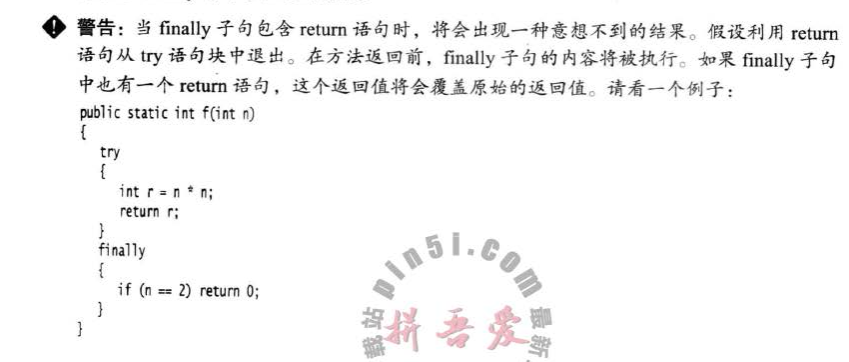 警告：当 finally 子句包含 return 语句时，将会出现一种意想不到的结果。假设利用 return
语句从 try 语句块中退出。在方法返回前，finally 子句的内容将被执行。如果 finally 子句
中也有一个 return 语句，这个返回值将会覆盖原始的返回值。请看一个例子：
public static int f(int n)
{
try
{
int r = n * n;
return r;
}
finally
{
if (n == 2) return 0;
}
}
pin5i.com
拼吾爱
最新
载站